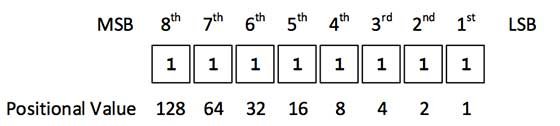 MSB 8th 7th 6th 5th 4th 3rd 2nd 1st LSB
1 1 1 1 1 1 1 1
Positional Value 128 64 32 16 8 4 2 1